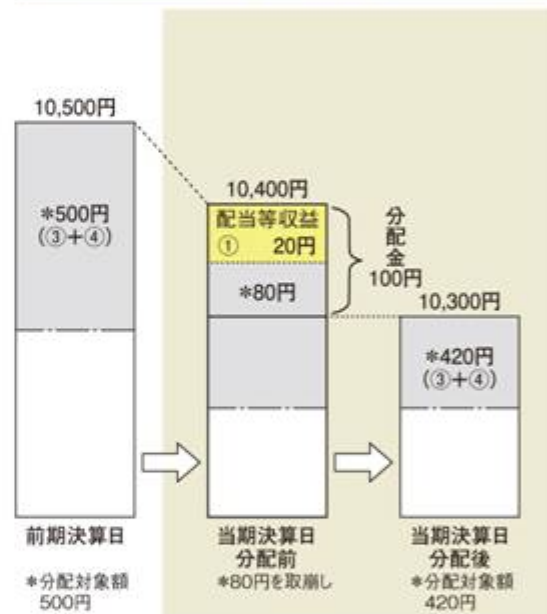 10,500円
*500円
(③+④)
10,400円
配当等収益
① 20円
*80円
分配金
100円
10,300円
*420円
(③+④)
前期決算日
*分配対象額
500円
当期決算日
分配前
*80円を取崩し
当期決算日
分配後
*分配対象額
420円